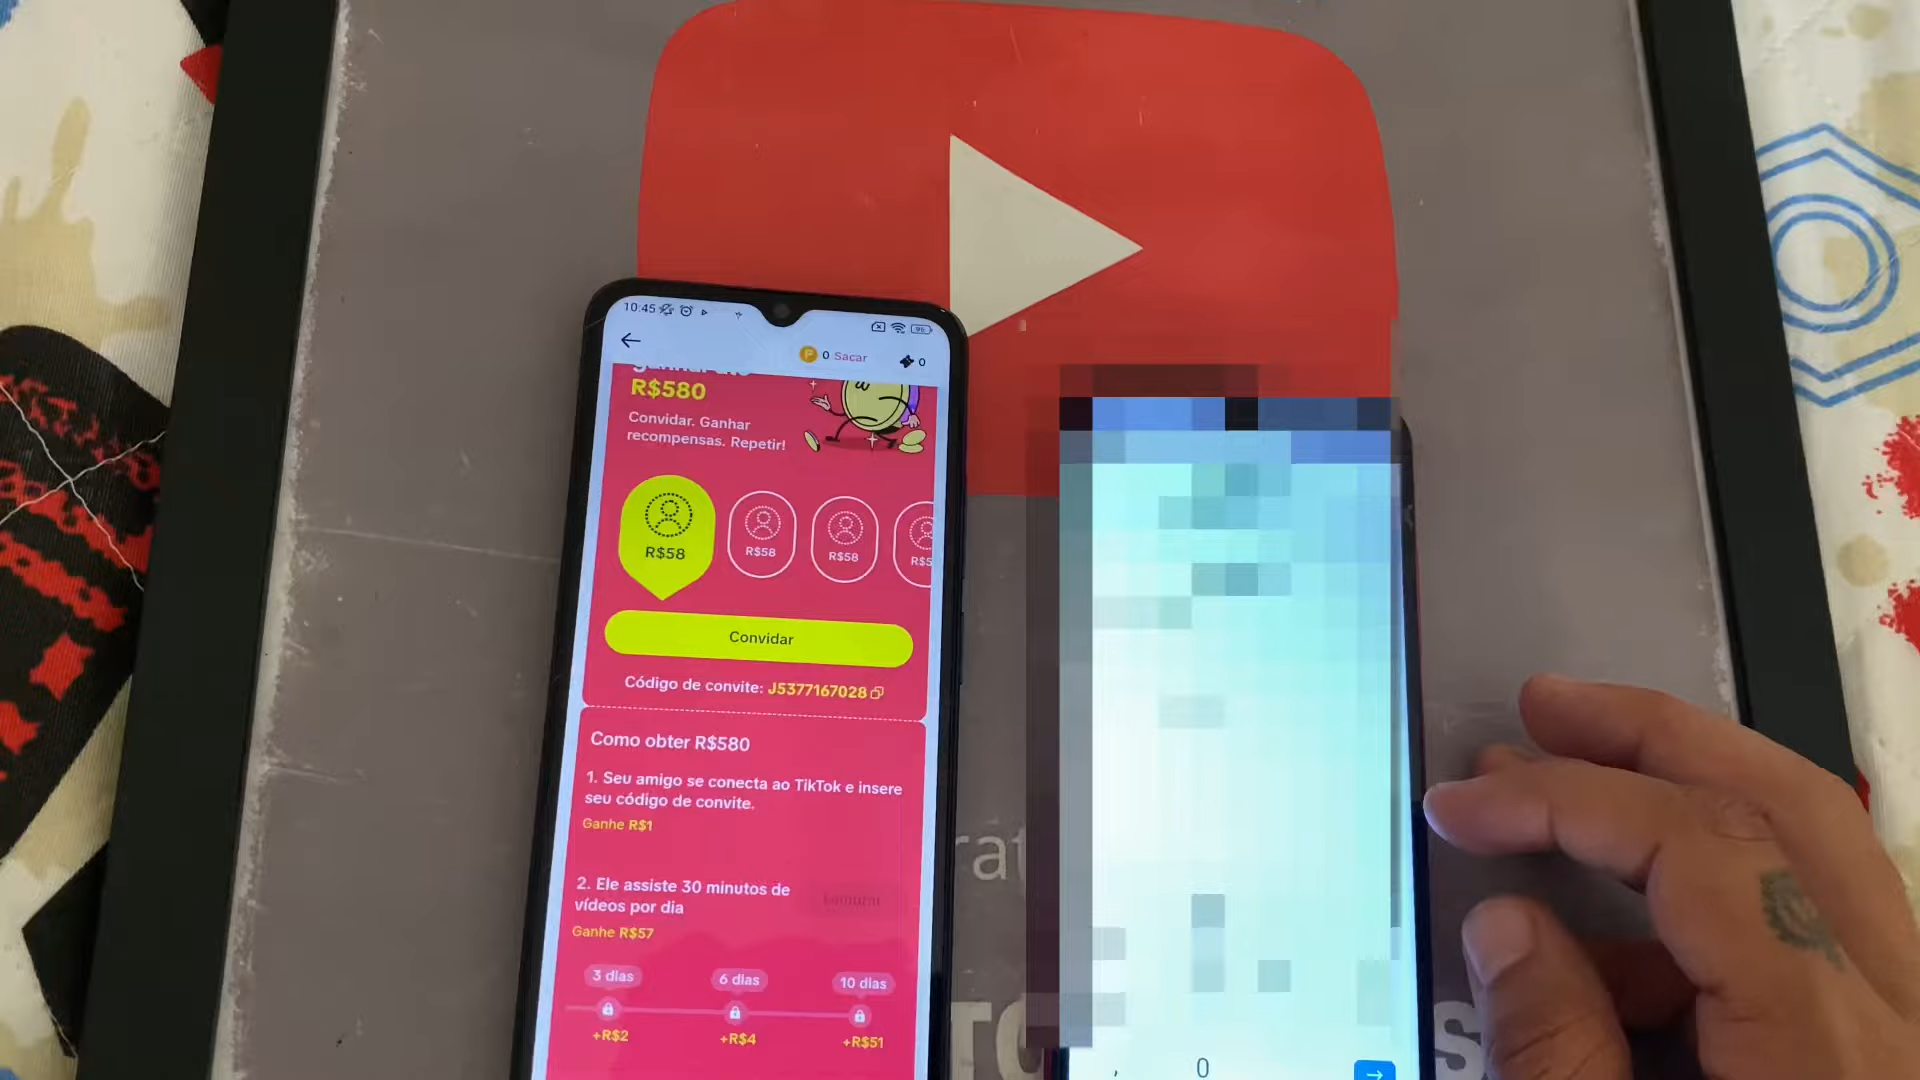 10:45
0 Sacar
0
R$580
Convidar. Ganhar
recompensas. Repetir!
R$58
R$58
R$58
Convidar
Código de convite: J5377167028
Como obter R$580
1. Seu amigo se conecta ao TikTok e insere
seu código de convite.
Ganhe R$1
2. Ele assiste 30 minutos de
vídeos por dia
Ganhe R$57
3 dias
6 dias
10 dias
+R$2
+R$4
+R$51
,
0